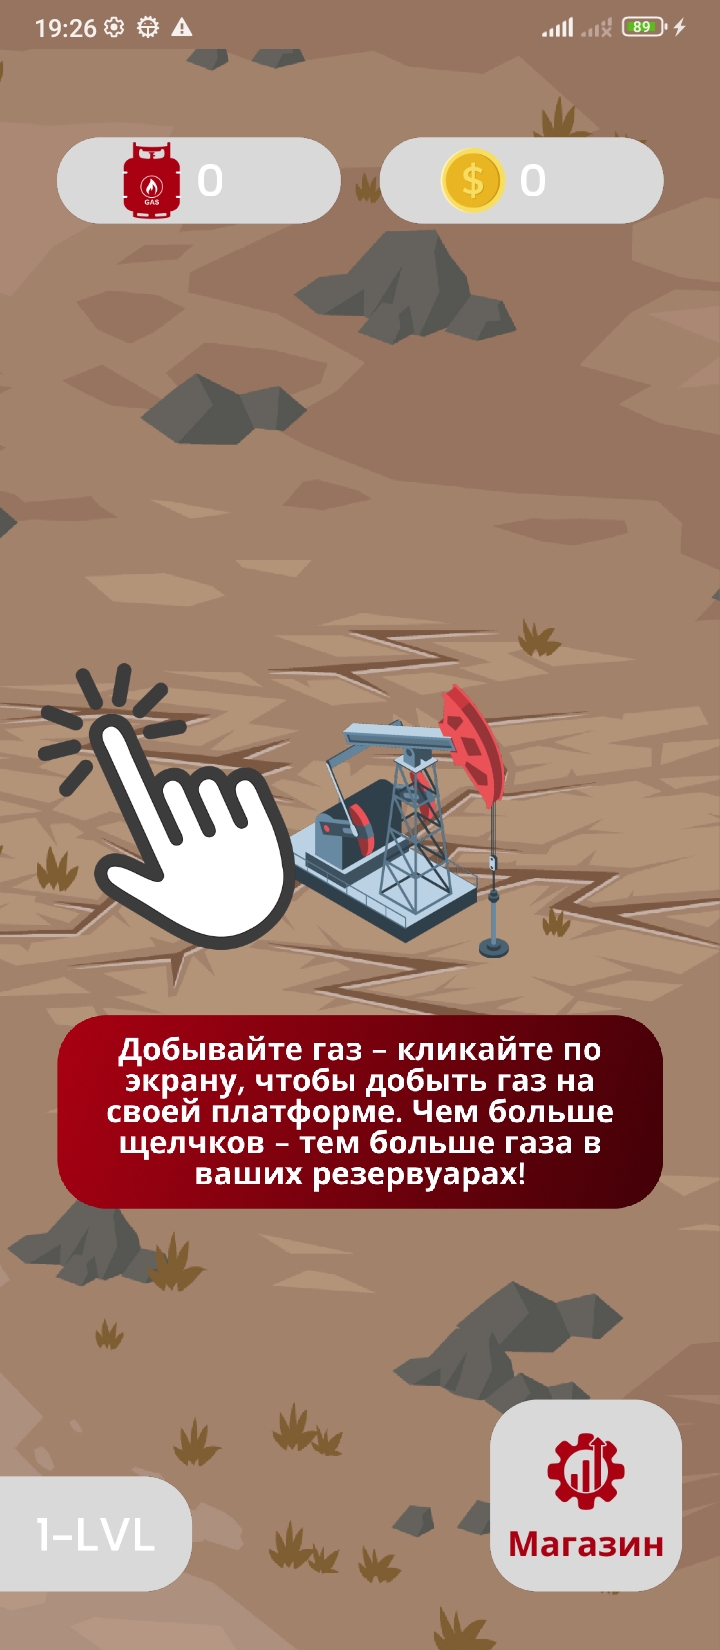 19:26
89
GAS
0
$
0
Добывайте газ – кликайте по
экрану, чтобы добыть газ на
своей платформе. Чем больше
щелчков – тем больше газа в
ваших резервуарах!
1-LVL
Магазин